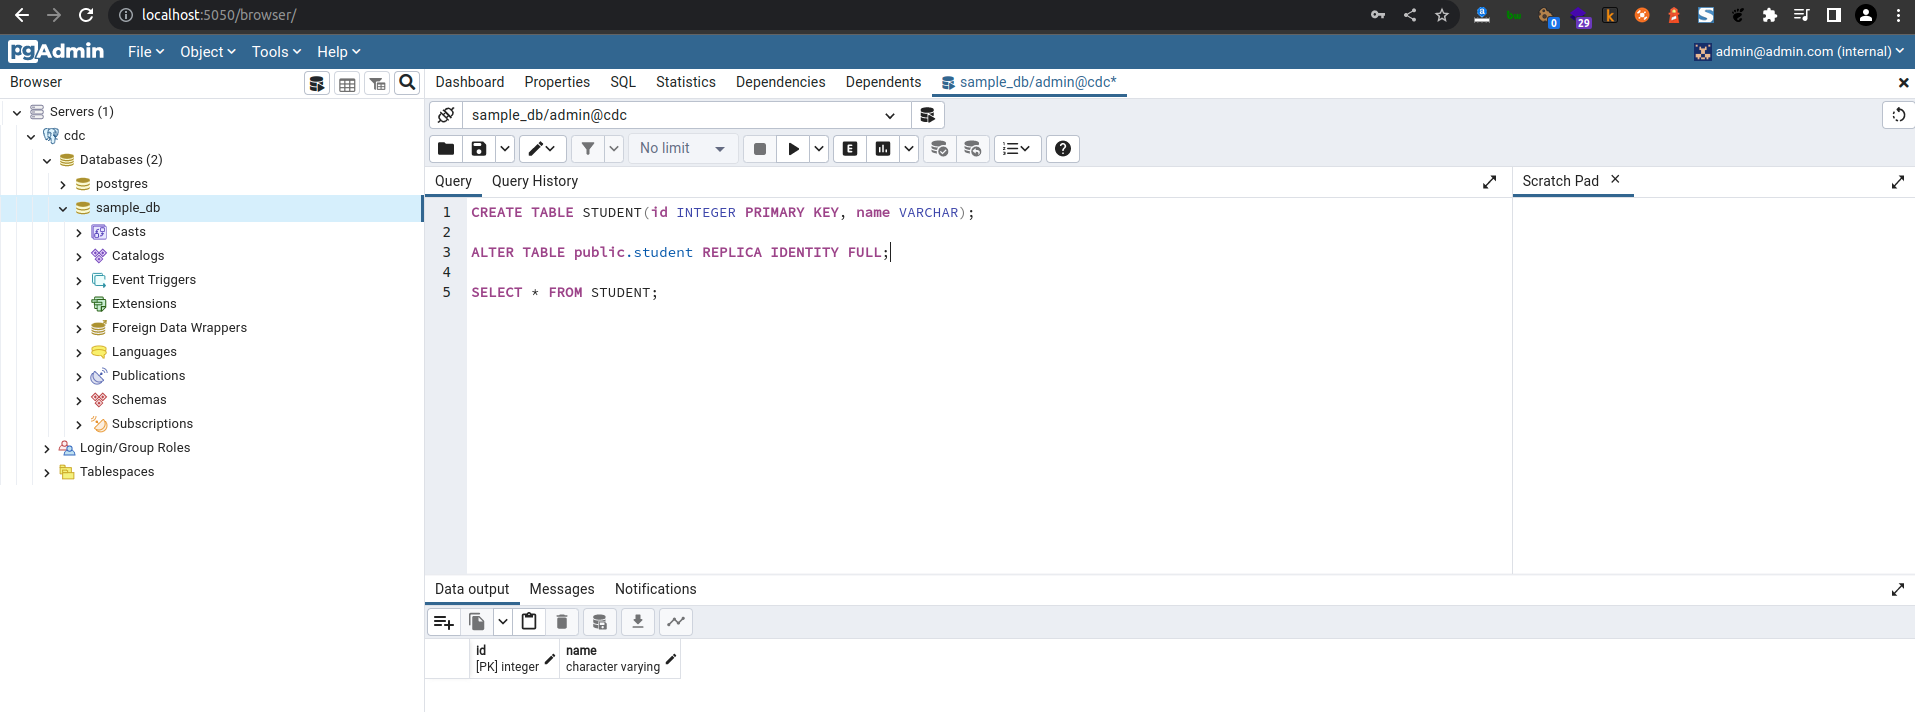 localhost:5050/browser/
0
29
pgAdmin File Object Tools Help admin@admin.com (internal)
Browser
Dashboard Properties SQL Statistics Dependencies Dependents sample_db/admin@cdc*
Servers (1)
cdc
Databases (2)
postgres
sample_db
Casts
Catalogs
Event Triggers
Extensions
Foreign Data Wrappers
Languages
Publications
Schemas
Subscriptions
Login/Group Roles
Tablespaces
sample_db/admin@cdc
No limit
E
Query Query History
Scratch Pad
1 CREATE TABLE STUDENT(id INTEGER PRIMARY KEY, name VARCHAR);
2
3 ALTER TABLE public.student REPLICA IDENTITY FULL;
4
5 SELECT * FROM STUDENT;
Data output Messages Notifications
id name
[PK] integer character varying